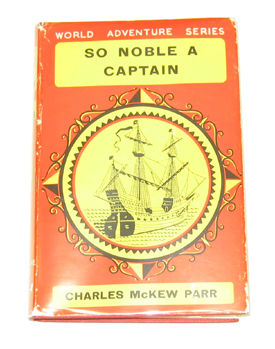 WORLD ADVENTURE SERIES
SO NOBLE A
CAPTAIN
CHARLES McKEW PARR